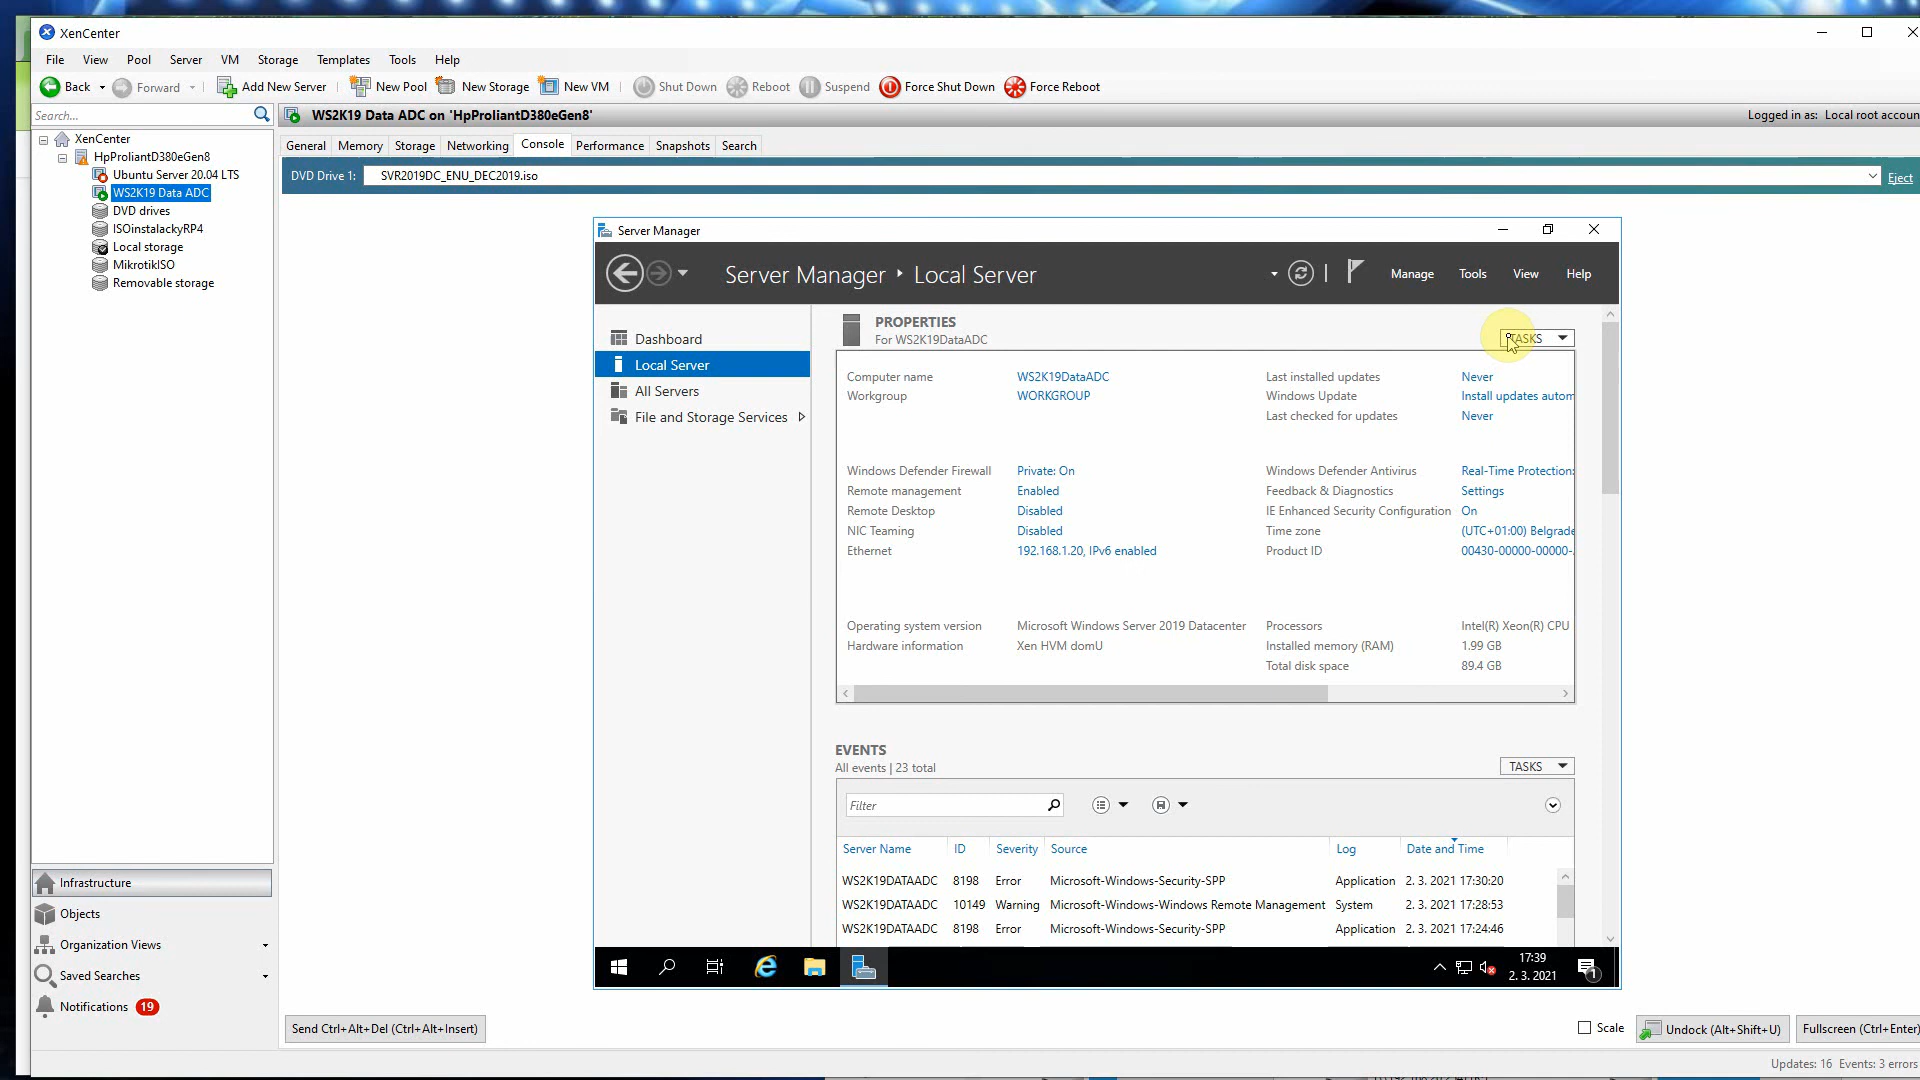 XenCenter
File View Pool Server VM Storage Templates Tools Help
Back Forward Add New Server New Pool New Storage New VM Shut Down Reboot Suspend Force Shut Down Force Reboot
Search...
WS2K19 Data ADC on 'HpProliantD380eGen8'
Logged in as: Local root accoun
XenCenter
HpProliantD380eGen8
Ubuntu Server 20.04 LTS
WS2K19 Data ADC
DVD drives
ISOinstalackyRP4
Local storage
MikrotikISO
Removable storage
General Memory Storage Networking Console Performance Snapshots Search
DVD Drive 1: SVR2019DC_ENU_DEC2019.iso Eject
Server Manager
Server Manager Local Server Manage Tools View Help
Dashboard
Local Server
All Servers
File and Storage Services
PROPERTIES
For WS2K19DataADC
TASKS
Computer name WS2K19DataADC Last installed updates Never
Workgroup WORKGROUP Windows Update Install updates autom
Last checked for updates Never
Windows Defender Firewall Private: On Windows Defender Antivirus Real-Time Protection:
Remote management Enabled Feedback & Diagnostics Settings
Remote Desktop Disabled IE Enhanced Security Configuration On
NIC Teaming Disabled Time zone (UTC+01:00) Belgrade
Ethernet 192.168.1.20, IPv6 enabled Product ID 00430-00000-00000-
Operating system version Microsoft Windows Server 2019 Datacenter Processors Intel(R) Xeon(R) CPU
Hardware information Xen HVM domU Installed memory (RAM) 1.99 GB
Total disk space 89.4 GB
EVENTS
All events | 23 total
TASKS
Filter
Server Name ID Severity Source Log Date and Time
WS2K19DATAADC 8198 Error Microsoft-Windows-Security-SPP Application 2. 3. 2021 17:30:20
WS2K19DATAADC 10149 Warning Microsoft-Windows-Windows Remote Management System 2. 3. 2021 17:28:53
WS2K19DATAADC 8198 Error Microsoft-Windows-Security-SPP Application 2. 3. 2021 17:24:46
17:39
2. 3. 2021
1
Infrastructure
Objects
Organization Views
Saved Searches
Notifications 19
Send Ctrl+Alt+Del (Ctrl+Alt+Insert)
Scale Undock (Alt+Shift+U) Fullscreen (Ctrl+Enter)
Updates: 16 Events: 3 errors